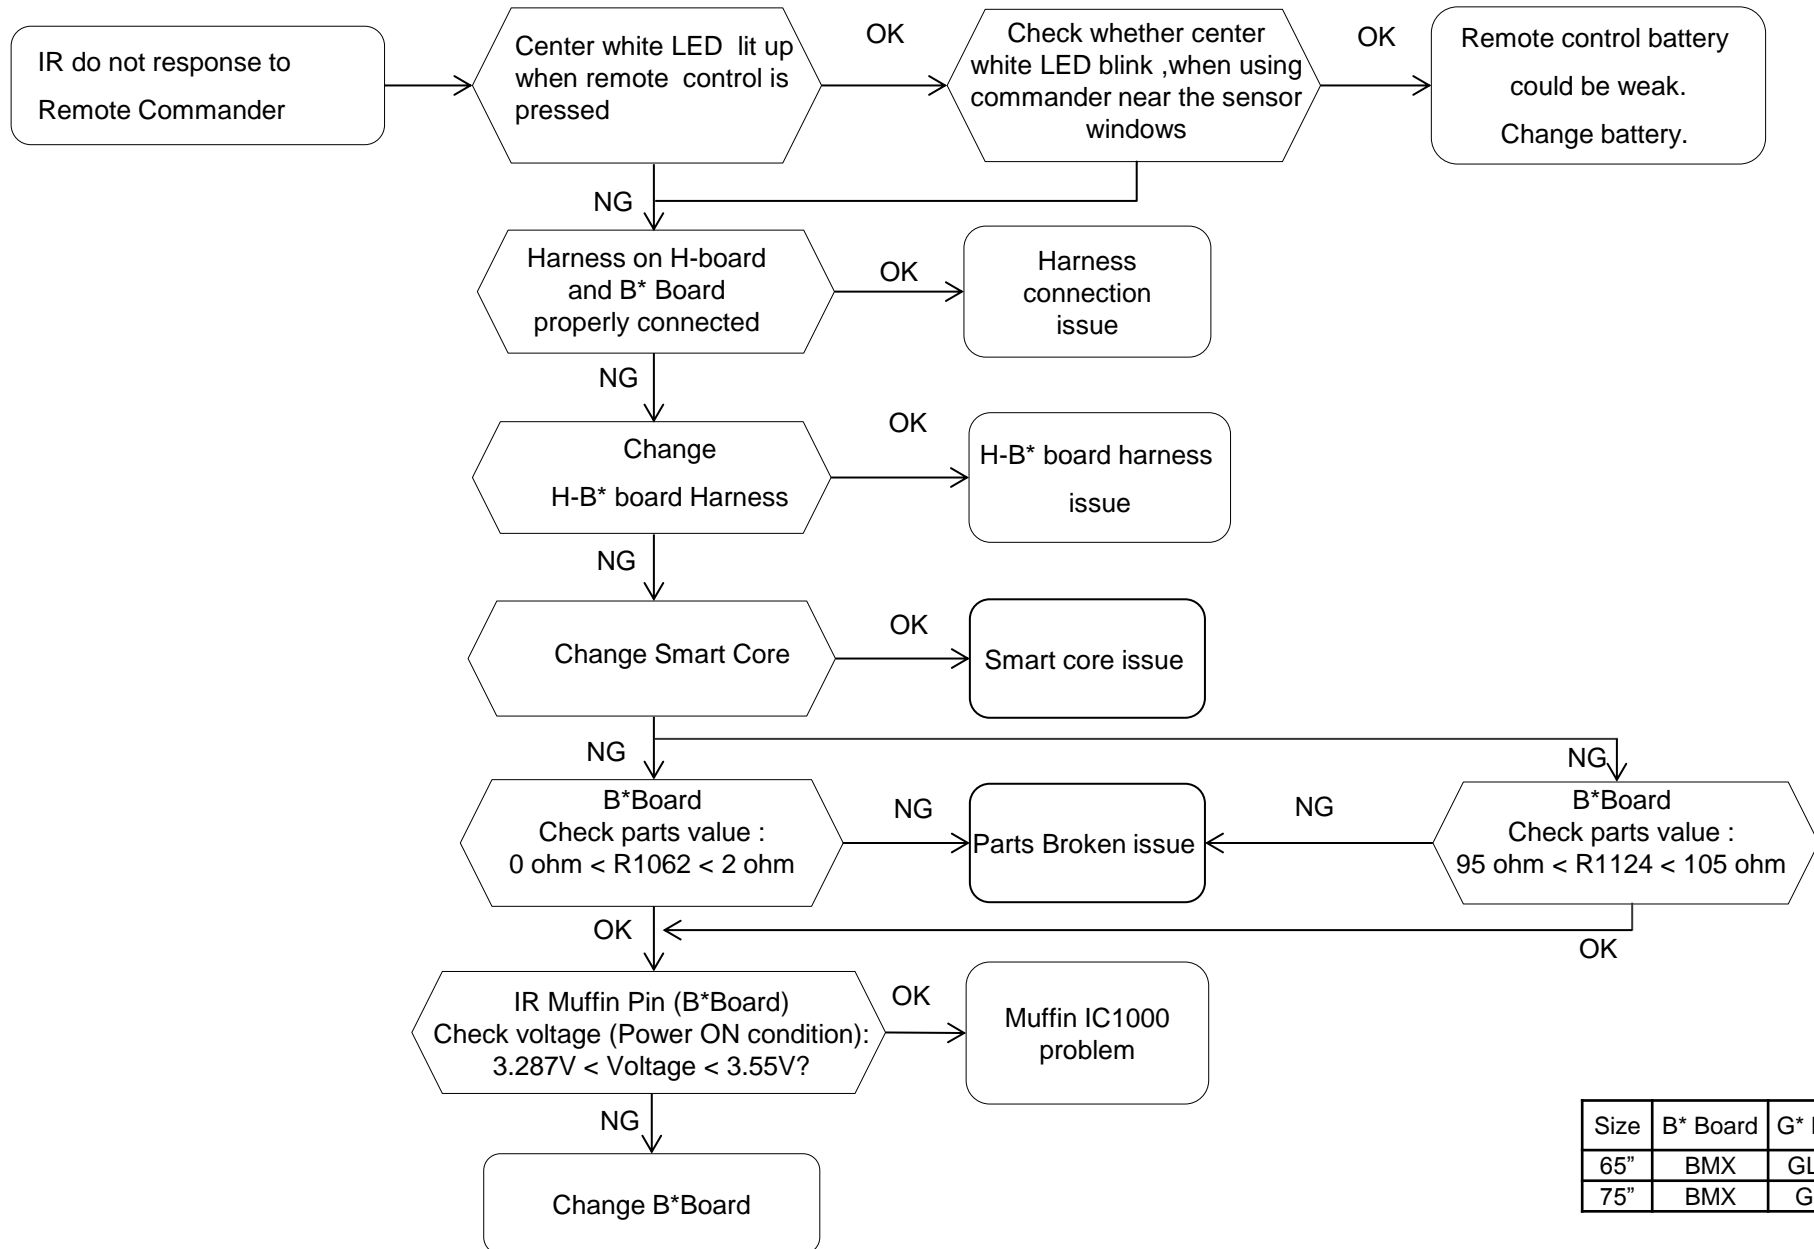 IR do not response to
Remote Commander
Center white LED lit up
when remote control is
pressed
OK
Check whether center
white LED blink ,when using
commander near the sensor
windows
OK
Remote control battery
could be weak.
Change battery.
NG
Harness on H-board
and B* Board
properly connected
OK
Harness
connection
issue
NG
Change
H-B* board Harness
OK
H-B* board harness
issue
NG
Change Smart Core
OK
Smart core issue
NG
NG
B*Board
Check parts value :
0 ohm < R1062 < 2 ohm
NG
Parts Broken issue
NG
B*Board
Check parts value :
95 ohm < R1124 < 105 ohm
OK
OK
IR Muffin Pin (B*Board)
Check voltage (Power ON condition):
3.287V < Voltage < 3.55V?
OK
Muffin IC1000
problem
NG
Change B*Board
Size B* Board G*
65” BMX GL
75” BMX G